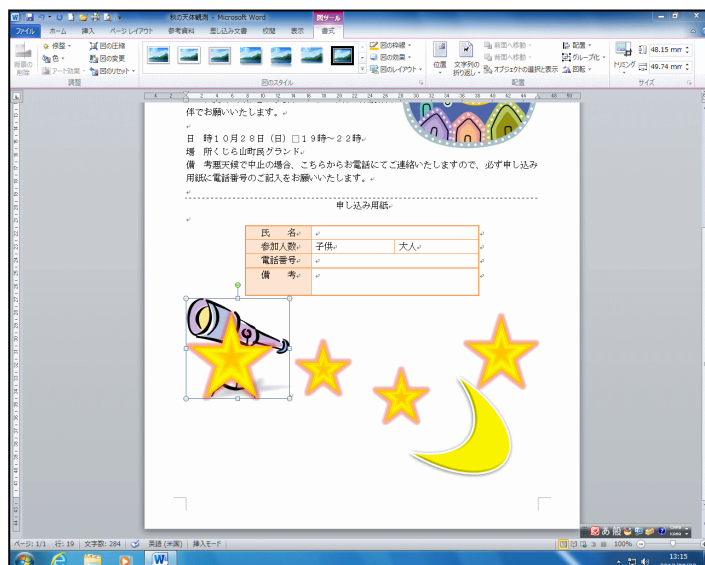 秋の天体観測 - Microsoft Word
図ツール
ファイル ホーム 挿入 ページ レイアウト 参考資料 差し込み文書 校閲 表示 書式
背景の削除
修整
色
アート効果
図の圧縮
図の変更
図のリセット
調整
図のスタイル
図の枠線
図の効果
図のレイアウト
位置
文字列の折り返し
前面へ移動
背面へ移動
オブジェクトの選択と表示
配置
グループ化
回転
配置
トリミング
48.15 mm
49.74 mm
サイズ
伴でお願いいたします。
日 時10月28日(日)□19時~22時
場 所くじら山町民グランド
備 考悪天候で中止の場合、こちらからお電話にてご連絡いたしますので、必ず申し込み
用紙に電話番号のご記入をお願いいたします。
申し込み用紙
氏 名
参加人数 子供 大人
電話番号
備 考
ページ: 1/1 行: 19 文字数: 284 英語 (米国) 挿入モード
あ 般
CAPS
KANA
100%
13:15